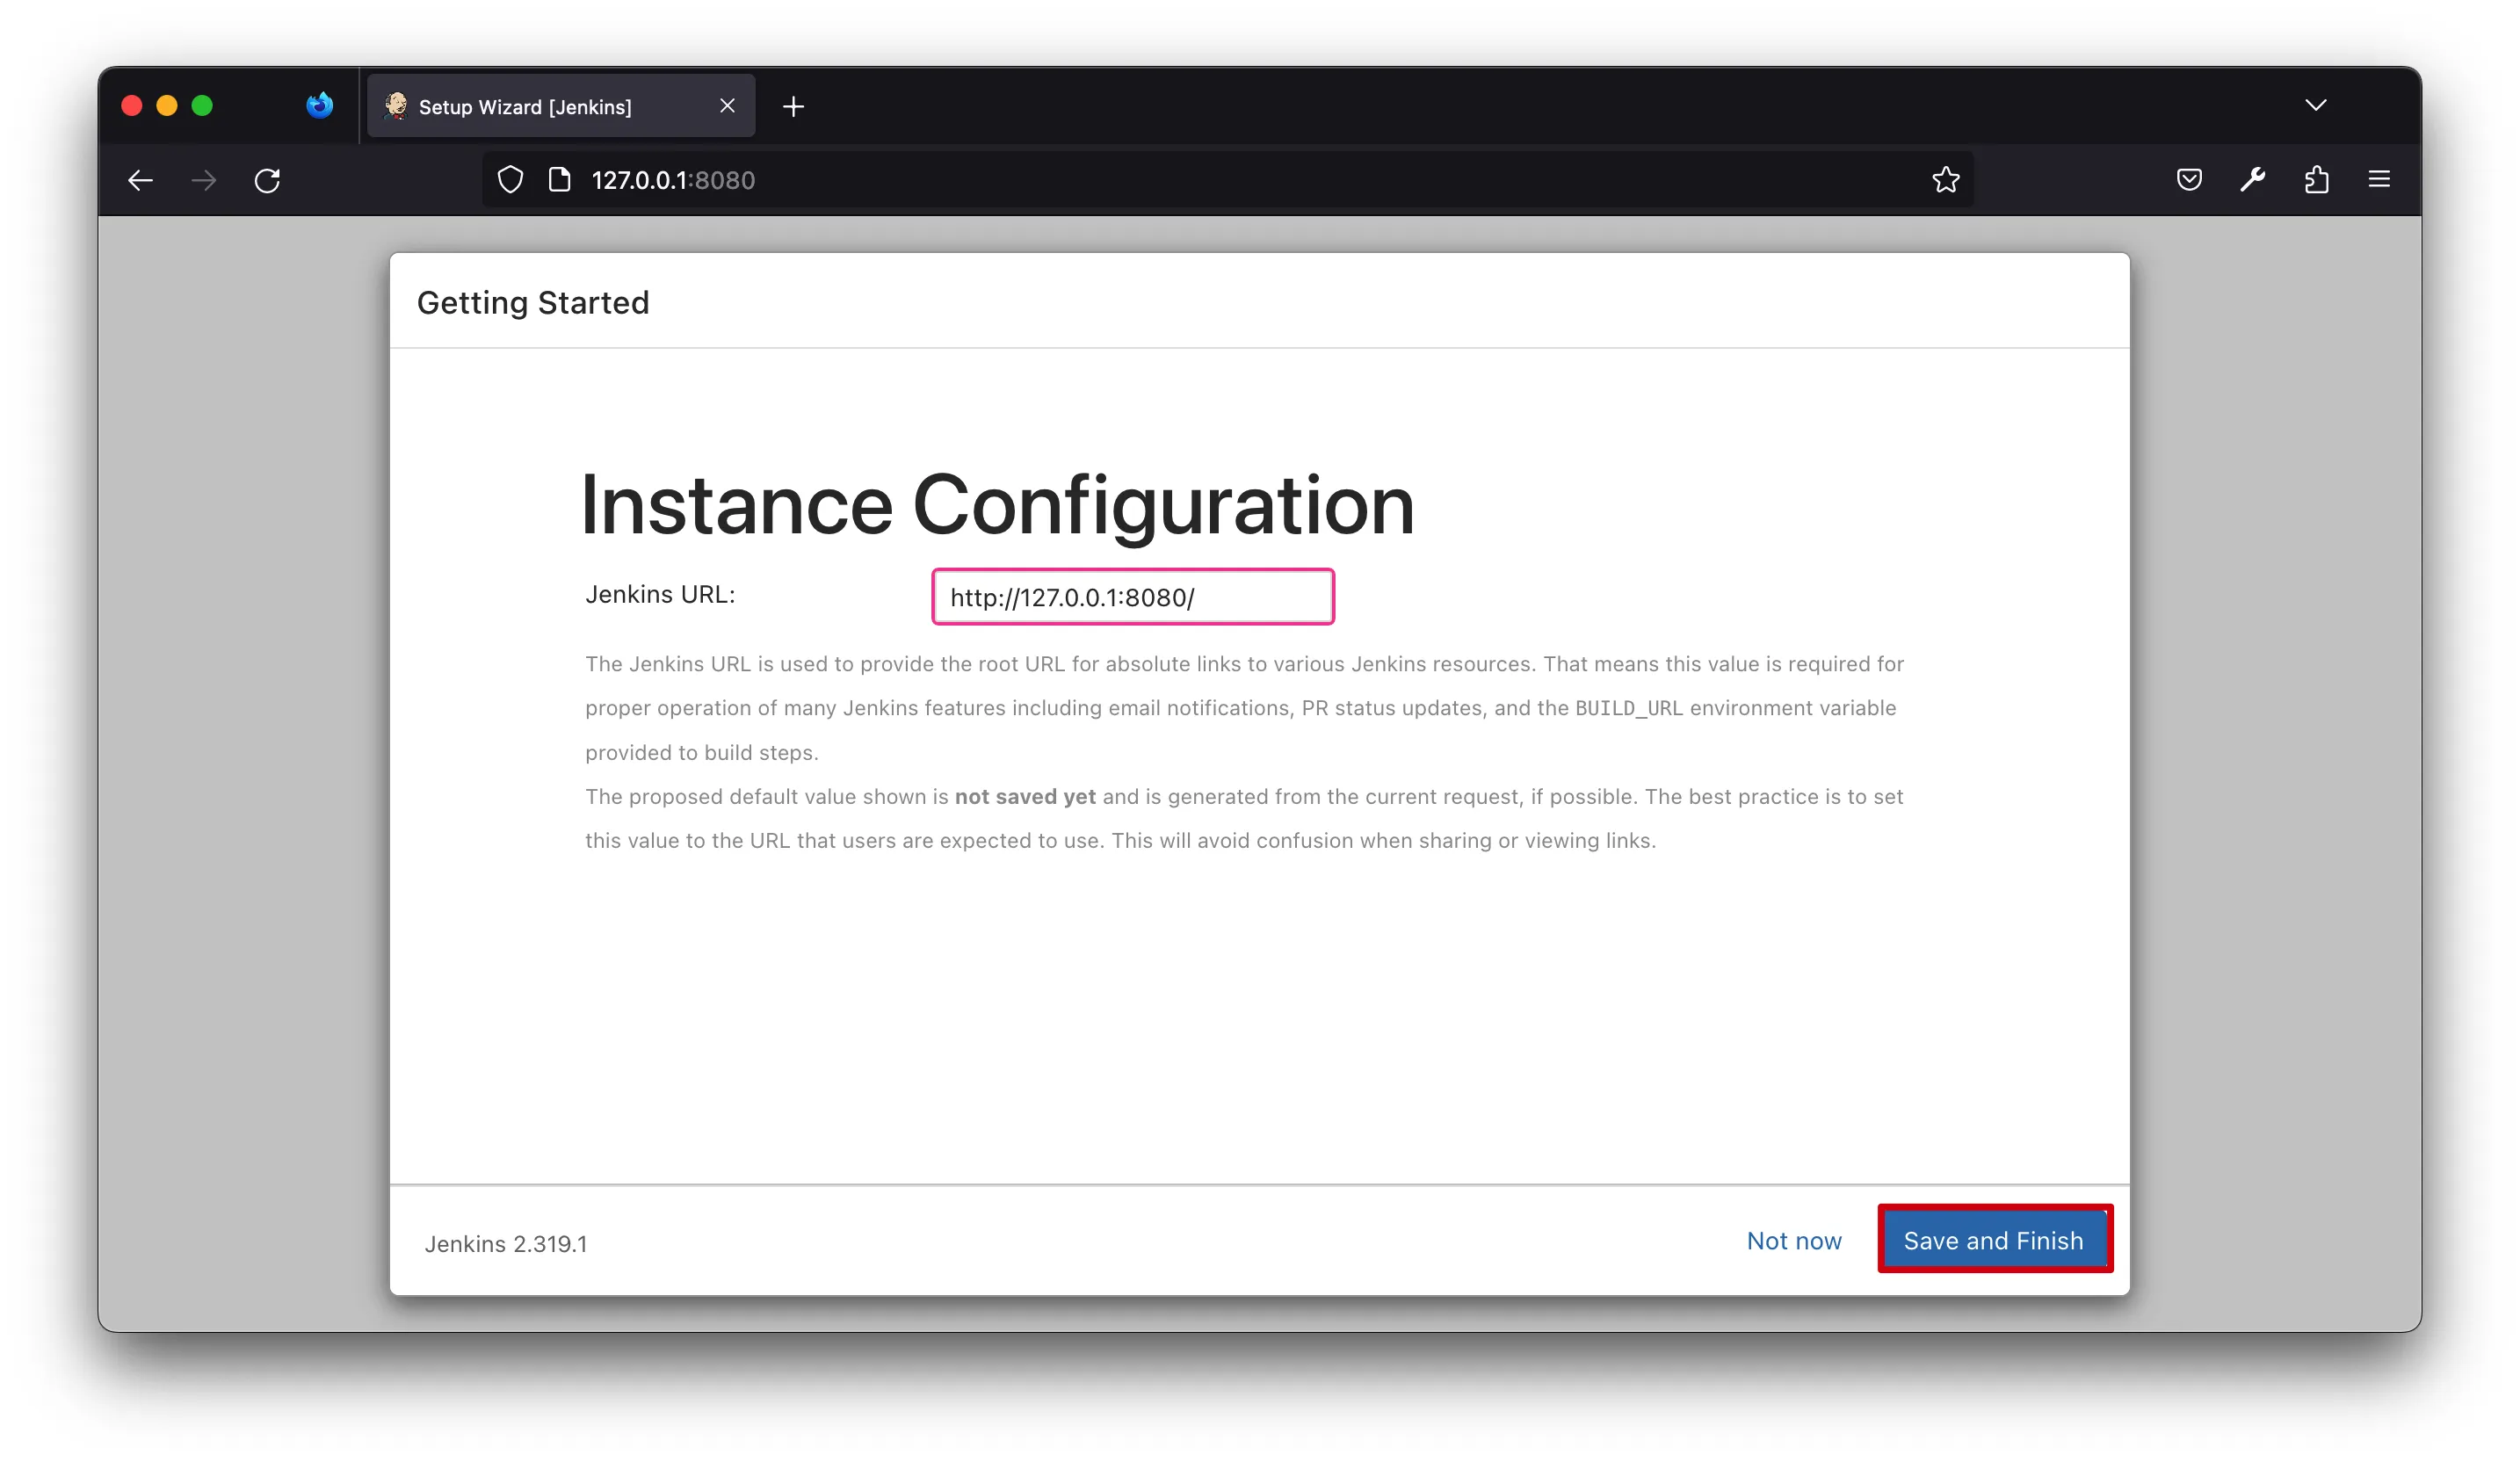 Setup Wizard [Jenkins]
127.0.0.1:8080
Getting Started
Instance Configuration
Jenkins URL:
http://127.0.0.1:8080/
The Jenkins URL is used to provide the root URL for absolute links to various Jenkins resources. That means this value is required for
proper operation of many Jenkins features including email notifications, PR status updates, and the BUILD_URL environment variable
provided to build steps.
The proposed default value shown is not saved yet and is generated from the current request, if possible. The best practice is to set
this value to the URL that users are expected to use. This will avoid confusion when sharing or viewing links.
Jenkins 2.319.1
Not now
Save and Finish